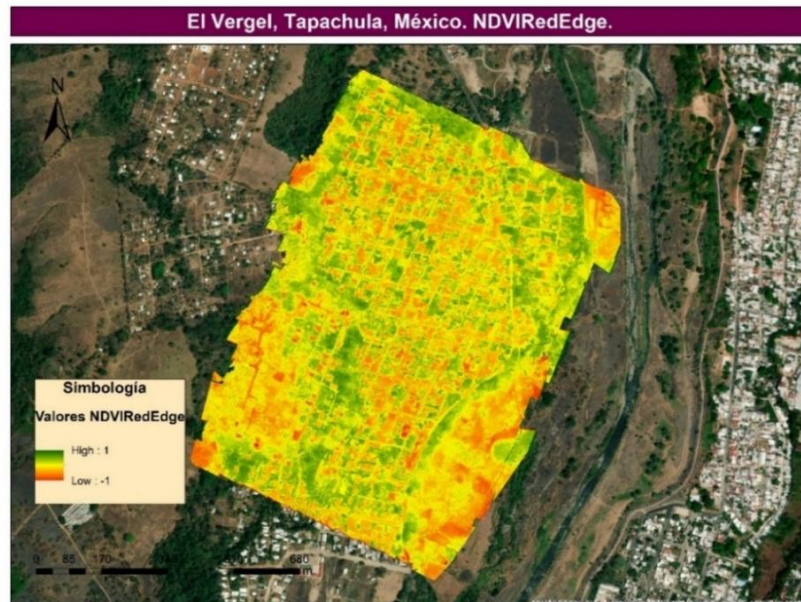 El Vergel, Tapachula, México. NDVIRedEdge.
N
Simbología
Valores NDVIRedEdge
High : 1
Low : -1
0 85 170 680
m.